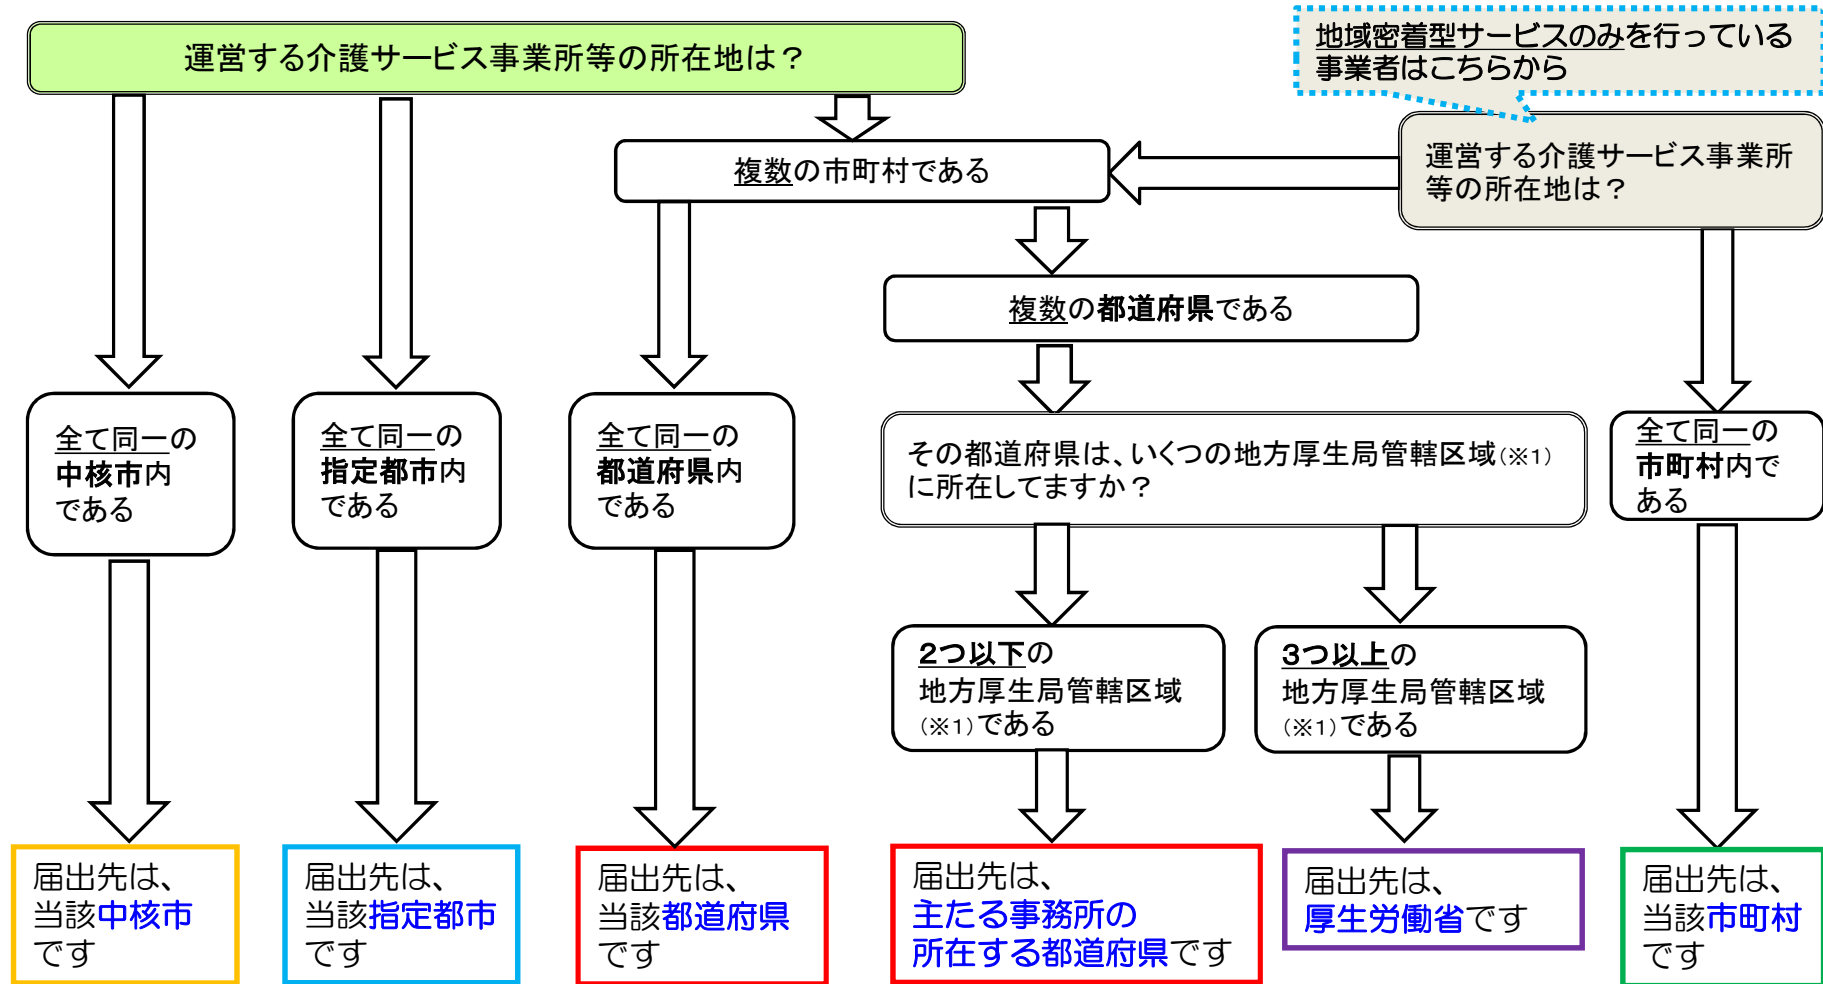 運営する介護サービス事業所等の所在地は？
地域密着型サービスのみを行っている
事業者はこちらから
運営する介護サービス事業所
等の所在地は？
複数の市町村である
複数の都道府県である
全て同一の
中核市内
である
全て同一の
指定都市内
である
全て同一の
都道府県内
である
その都道府県は、いくつの地方厚生局管轄区域(※1)
に所在してますか？
全て同一の
市町村内で
ある
２つ以下の
地方厚生局管轄区域
(※1)である
３つ以上の
地方厚生局管轄区域
(※1)である
届出先は、
当該中核市
です
届出先は、
当該指定都市
です
届出先は、
当該都道府県
です
届出先は、
主たる事務所の
所在する都道府県です
届出先は、
厚生労働省です
届出先は、
当該市町村
です